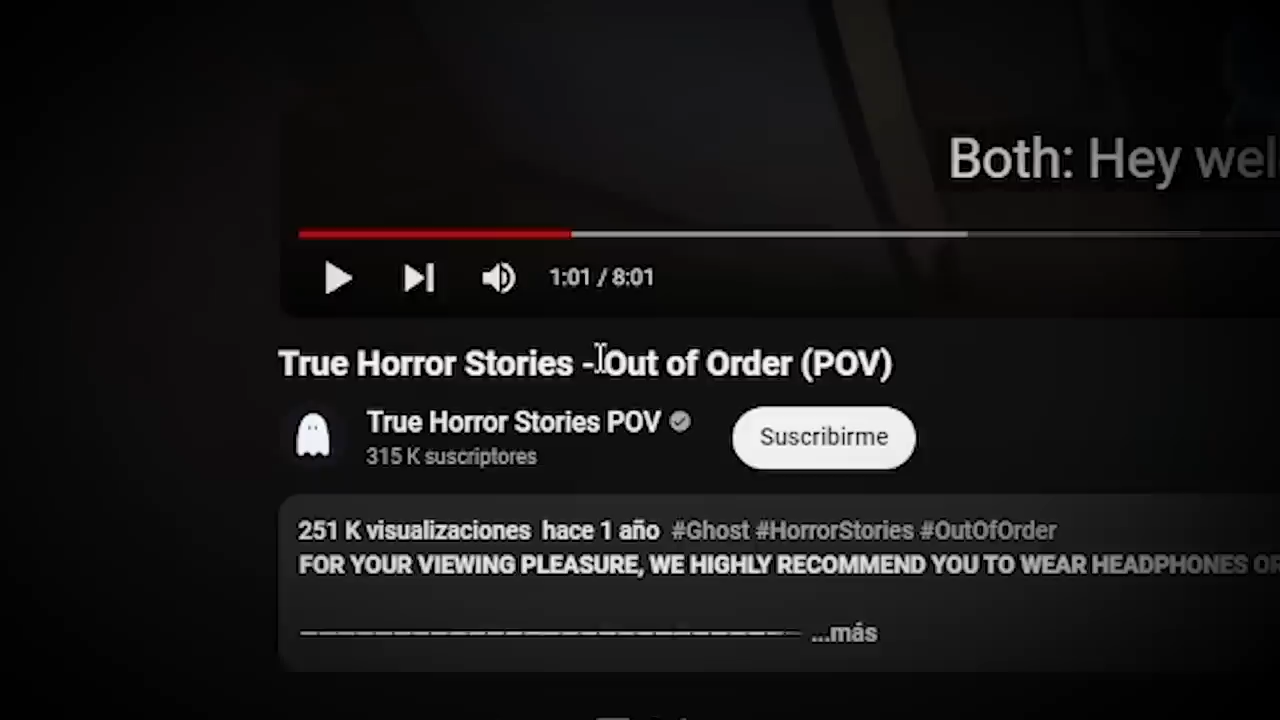 Both: Hey wel
1:01 / 8:01
True Horror Stories - Out of Order (POV)
True Horror Stories POV
Suscribirme
315 K suscriptores
251 K visualizaciones hace 1 año #Ghost #HorrorStories #OutOfOrder
FOR YOUR VIEWING PLEASURE, WE HIGHLY RECOMMEND YOU TO WEAR HEADPHONES OR
...más